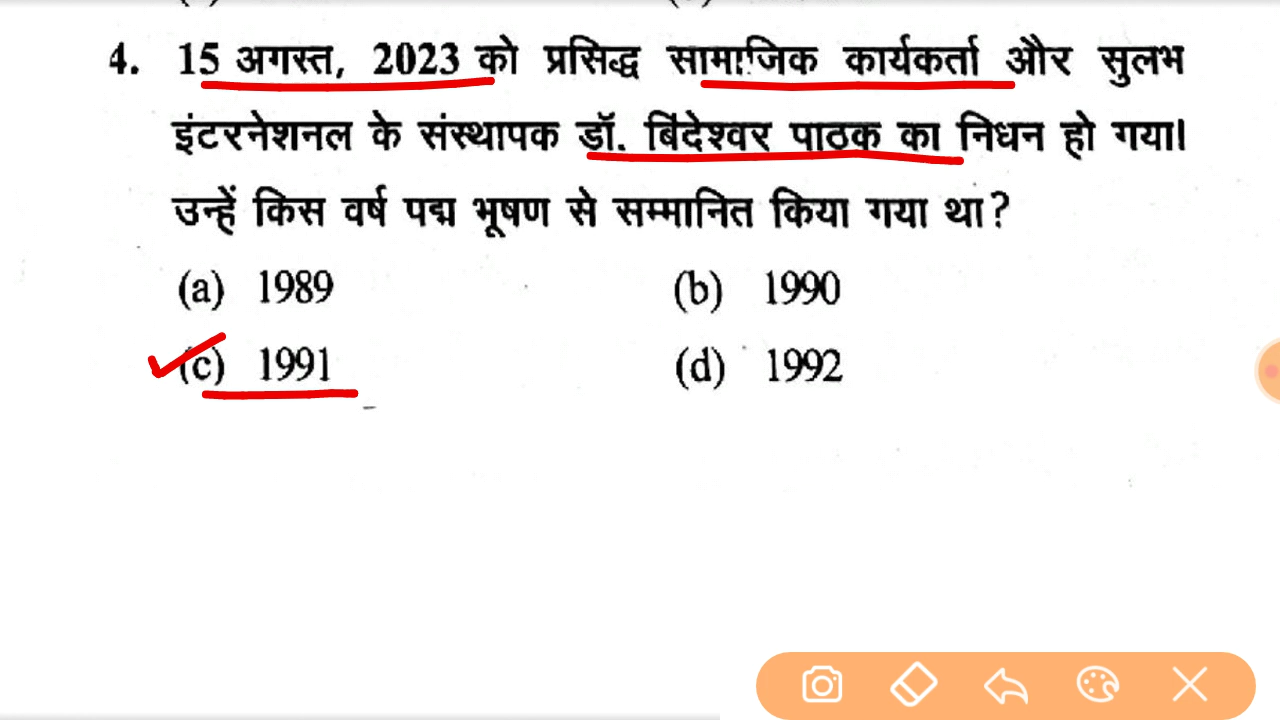 4. 15 अगस्त, 2023 को प्रसिद्ध सामाजिक कार्यकर्ता और सुलभ
इंटरनेशनल के संस्थापक डॉ. बिंदेश्वर पाठक का निधन हो गया।
उन्हें किस वर्ष पद्म भूषण से सम्मानित किया गया था?
(a) 1989 (b) 1990
(c) 1991 (d) 1992